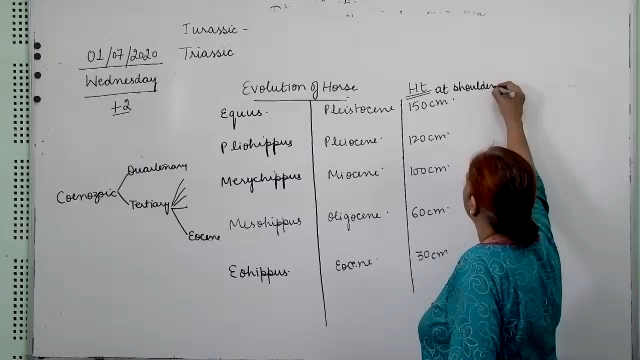 Jurassic -
Triassic
01/07/2020
Wednesday
+2
Evolution of Horse
Ht at shoulder
Equus. Pleistocene 150cm.
Pliohippus Pleiocene. 120cm.
Merychippus Miocene. 100cm.
Mesohippus Oligocene. 60cm.
Eohippus. Eocene. 30cm
Coenozoic
Quarternary
Tertiary
Eocene